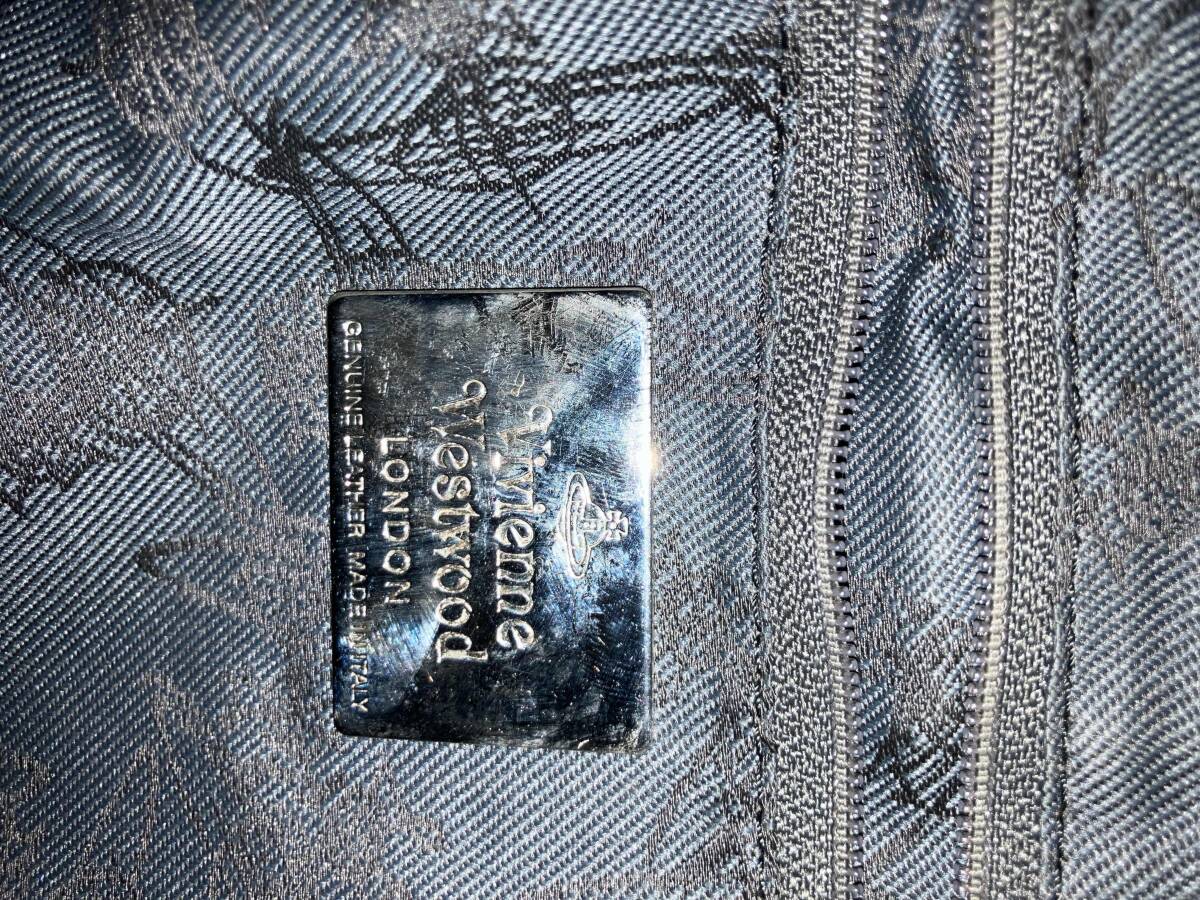 Vivienne
Westwood
LONDON
GENUINE LEATHER MADE IN ITALY